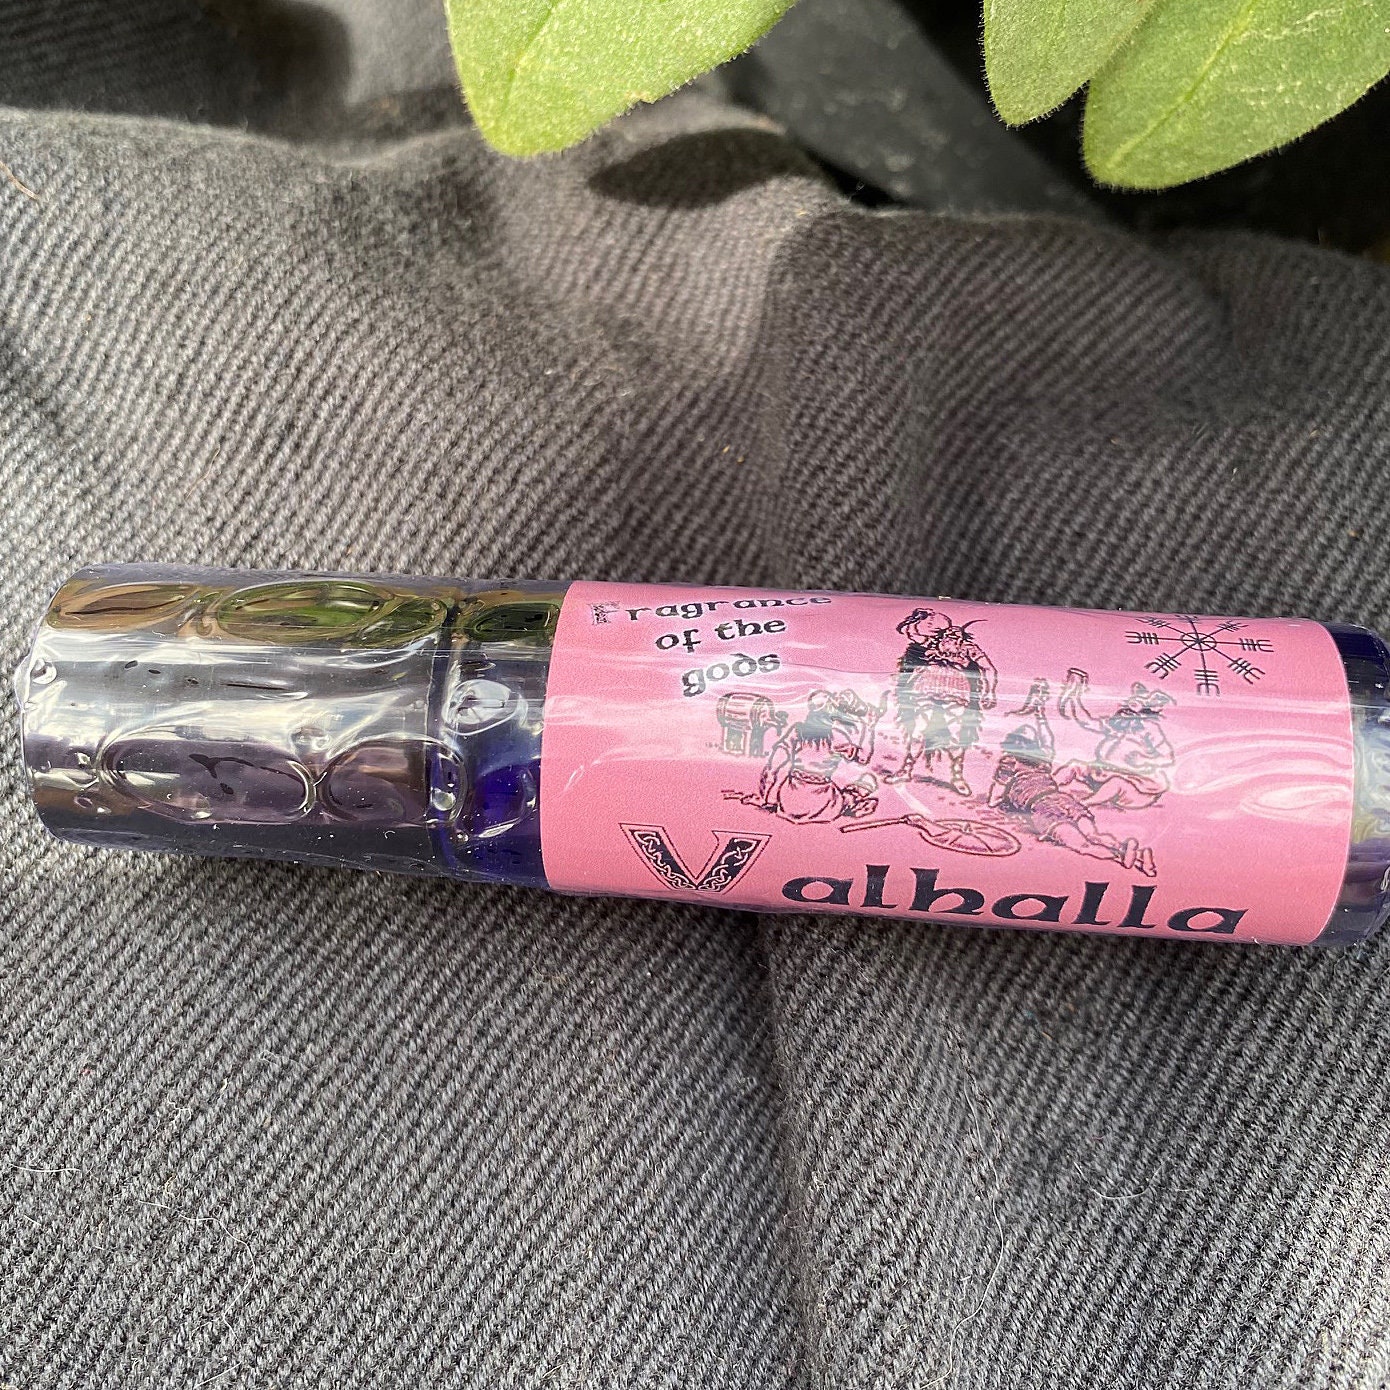 Fragrance
of the
gods
Valhalla